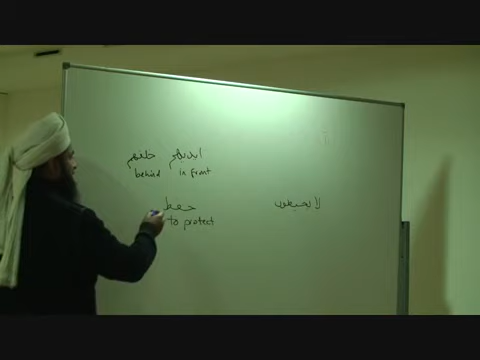 ايديهم خلفهم
behind in front
لا يحيطون حفظ
to protect